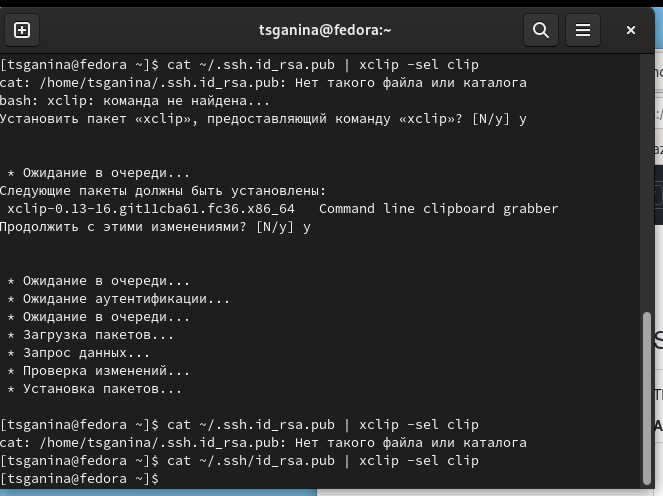 tsganina@fedora:~
[tsganina@fedora ~]$ cat ~/.ssh.id_rsa.pub | xclip -sel clip
cat: /home/tsganina/.ssh.id_rsa.pub: Нет такого файла или каталога
bash: xclip: команда не найдена...
Установить пакет «xclip», предоставляющий команду «xclip»? [N/y] y
* Ожидание в очереди...
Следующие пакеты должны быть установлены:
xclip-0.13-16.git11cba61.fc36.x86_64   Command line clipboard grabber
Продолжить с этими изменениями? [N/y] y
* Ожидание в очереди...
* Ожидание аутентификации...
* Ожидание в очереди...
* Загрузка пакетов...
* Запрос данных...
* Проверка изменений...
* Установка пакетов...
[tsganina@fedora ~]$ cat ~/.ssh.id_rsa.pub | xclip -sel clip
cat: /home/tsganina/.ssh.id_rsa.pub: Нет такого файла или каталога
[tsganina@fedora ~]$ cat ~/.ssh/id_rsa.pub | xclip -sel clip
[tsganina@fedora ~]$